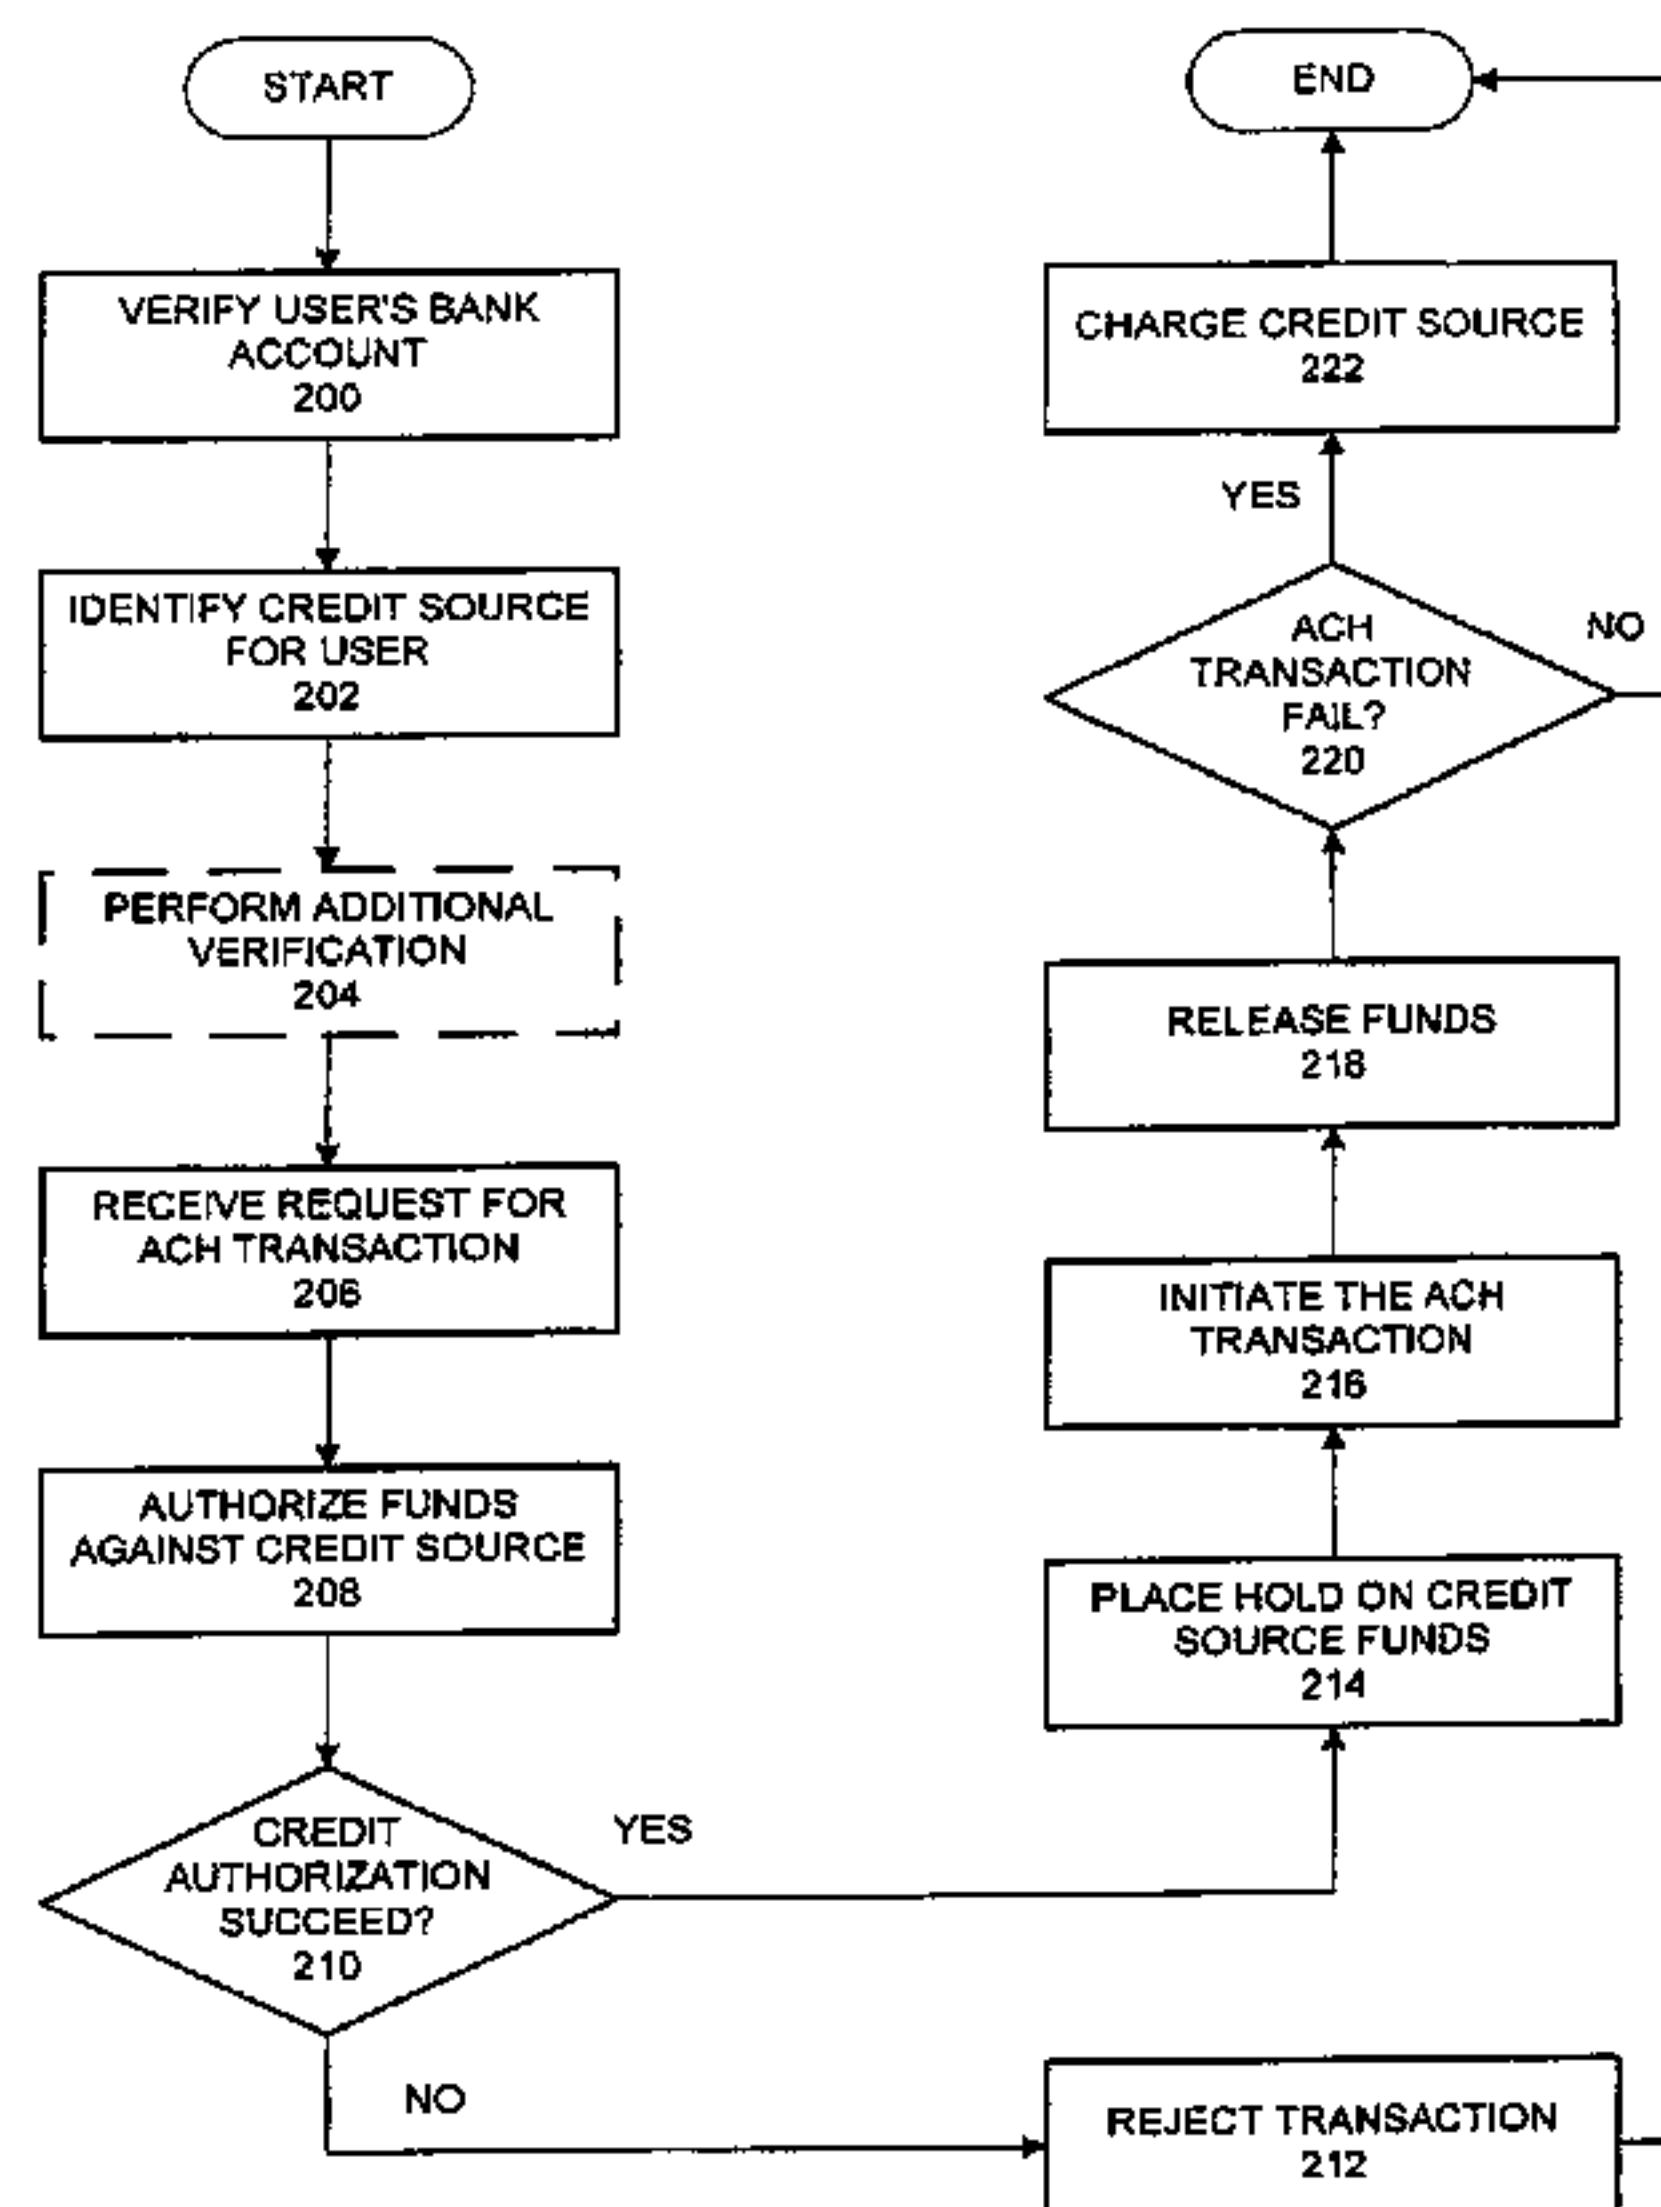 START
VERIFY USER'S BANK
ACCOUNT
200
IDENTIFY CREDIT SOURCE
FOR USER
202
PERFORM ADDITIONAL
VERIFICATION
204
RECEIVE REQUEST FOR
ACH TRANSACTION
206
AUTHORIZE FUNDS
AGAINST CREDIT SOURCE
208
CREDIT
AUTHORIZATION
SUCCEED?
210
YES
NO
END
CHARGE CREDIT SOURCE
222
YES
ACH
TRANSACTION
FAIL?
220
NO
RELEASE FUNDS
218
INITIATE THE ACH
TRANSACTION
216
PLACE HOLD ON CREDIT
SOURCE FUNDS
214
REJECT TRANSACTION
212